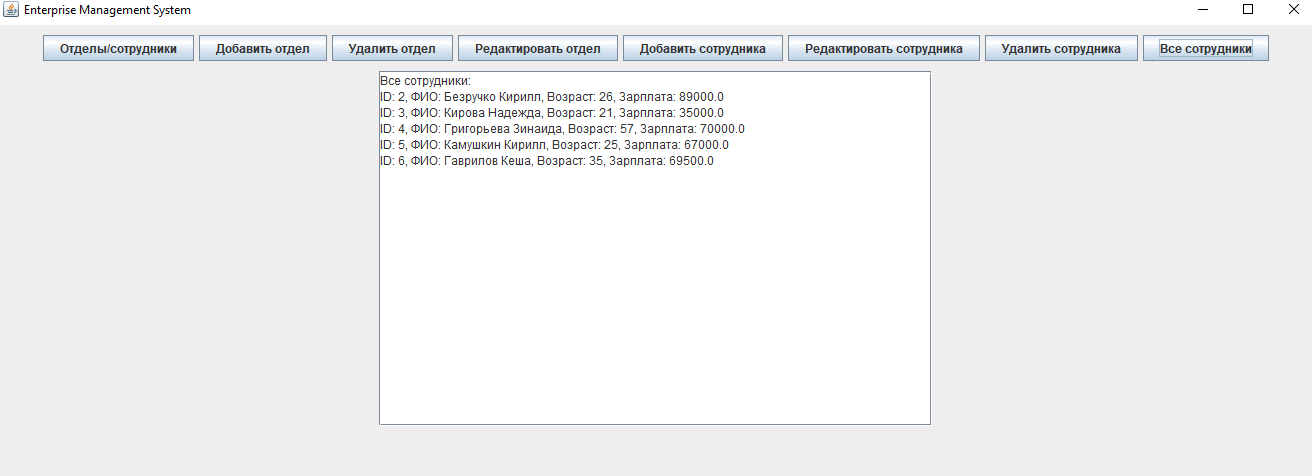 Enterprise Management System
Отделы/сотрудники Добавить отдел Удалить отдел Редактировать отдел Добавить сотрудника Редактировать сотрудника Удалить сотрудника Все сотрудники
Все сотрудники:
ID: 2, ФИО: Безручко Кирилл, Возраст: 26, Зарплата: 89000.0
ID: 3, ФИО: Кирова Надежда, Возраст: 21, Зарплата: 35000.0
ID: 4, ФИО: Григорьева Зинаида, Возраст: 57, Зарплата: 70000.0
ID: 5, ФИО: Камушкин Кирилл, Возраст: 25, Зарплата: 67000.0
ID: 6, ФИО: Гаврилов Кеша, Возраст: 35, Зарплата: 69500.0